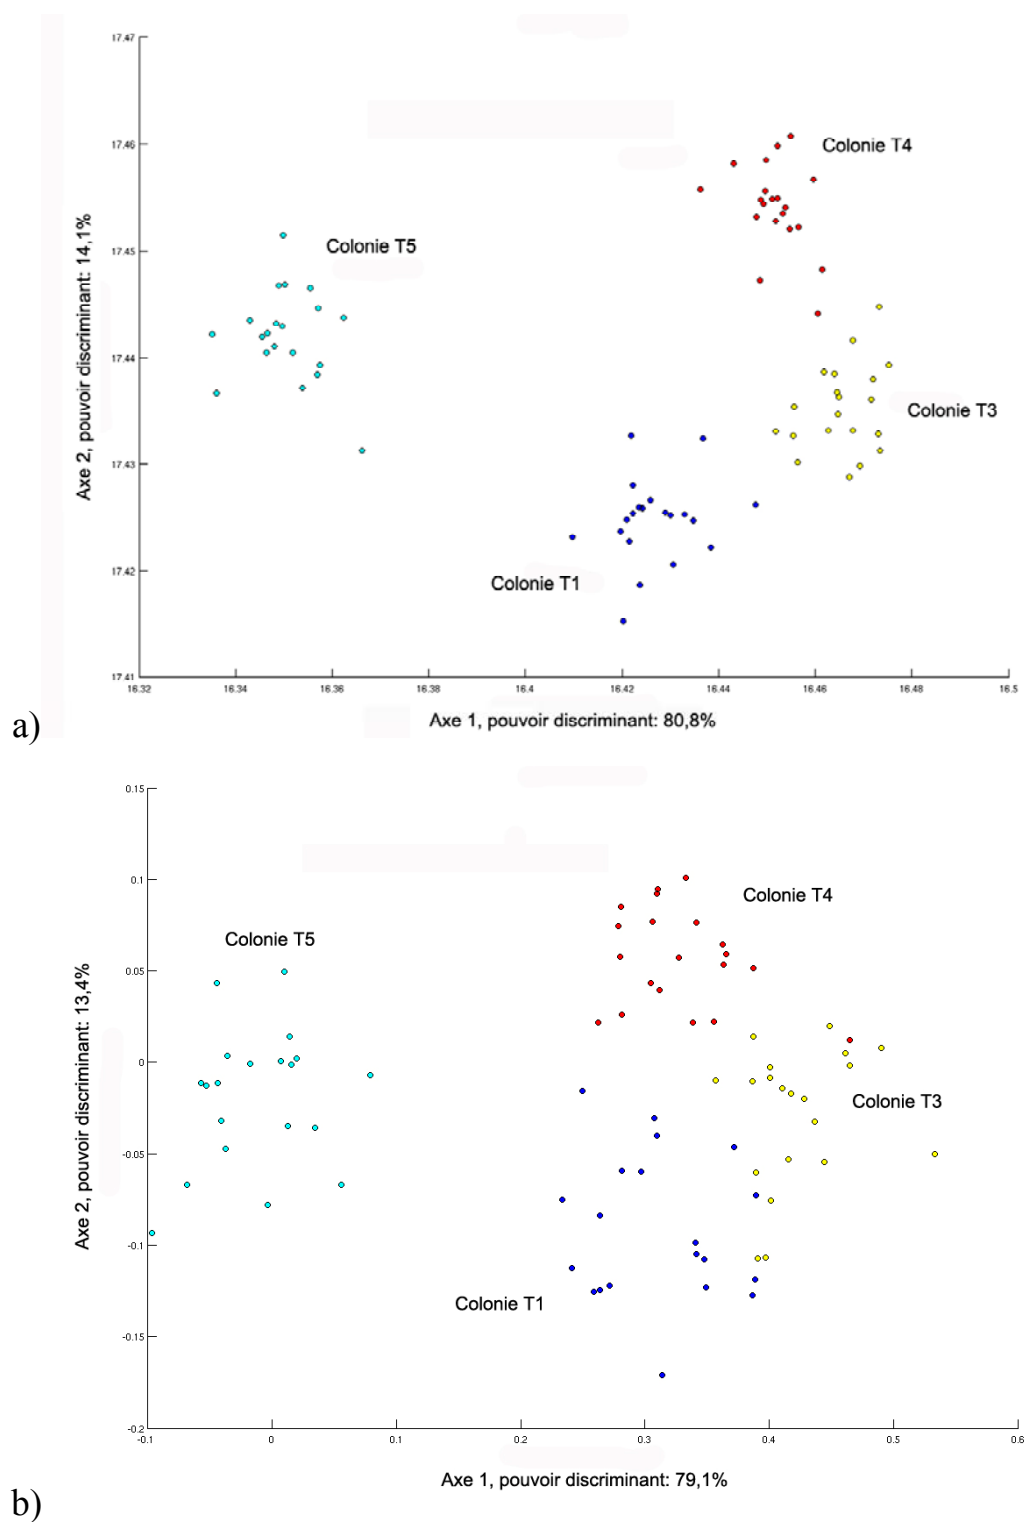 17.47
17.46
Colonie T4
Colonie T5
17.45
17.44
Axe 2, pouvoir discriminant: 14,1%
Colonie T3
17.43
17.42
Colonie T1
17.41
16.32 16.34 16.36 16.38 16.4 16.42 16.44 16.46 16.48 16.5
Axe 1, pouvoir discriminant: 80,8%
a)
0.15
0.1
Colonie T4
Colonie T5
0.05
Axe 2, pouvoir discriminant: 13,4%
0
Colonie T3
-0.05
-0.1
Colonie T1
-0.15
-0.2
-0.1 0 0.1 0.2 0.3 0.4 0.5 0.6
Axe 1, pouvoir discriminant: 79,1%
b)